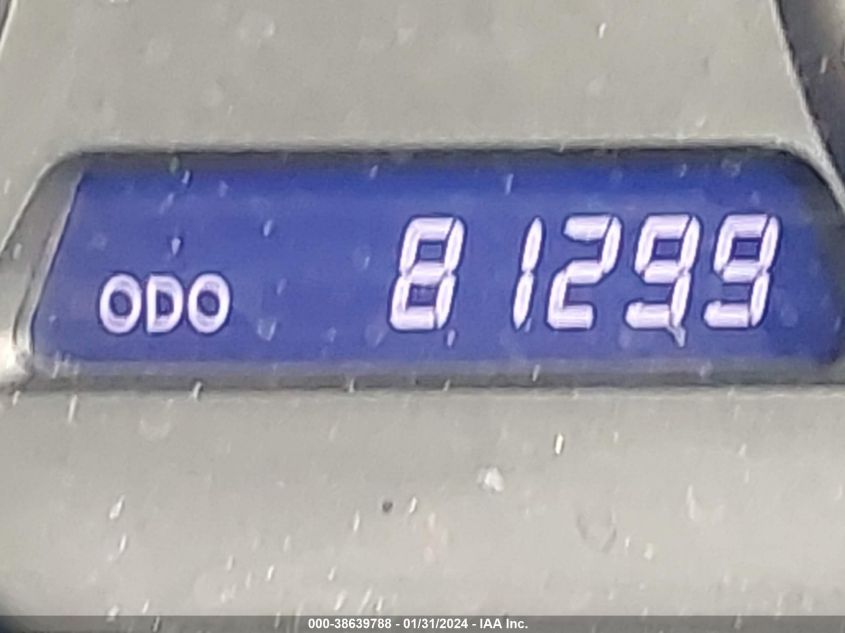 ODO 81299
000-38639788 - 01/31/2024 - IAA Inc.